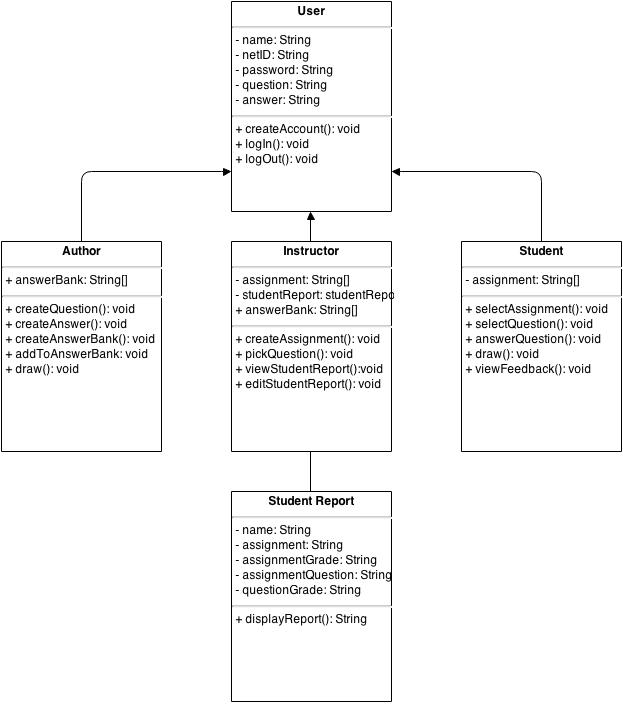 User
- name: String
- netID: String
- password: String
- question: String
- answer: String
+ createAccount(): void
+ logIn(): void
+ logOut(): void
Author
+ answerBank: String[]
+ createQuestion(): void
+ createAnswer(): void
+ createAnswerBank(): void
+ addToAnswerBank: void
+ draw(): void
Instructor
- assignment: String[]
- studentReport: studentRepo
+ answerBank: String[]
+ createAssignment(): void
+ pickQuestion(): void
+ viewStudentReport():void
+ editStudentReport(): void
Student
- assignment: String[]
+ selectAssignment(): void
+ selectQuestion(): void
+ answerQuestion(): void
+ draw(): void
+ viewFeedback(): void
Student Report
- name: String
- assignment: String
- assignmentGrade: String
- assignmentQuestion: String
- questionGrade: String
+ displayReport(): String